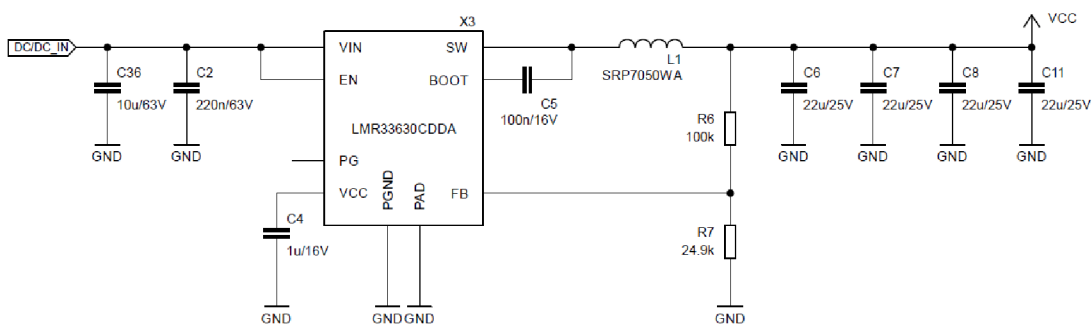 X3
VCC
DC/DC_IN
VIN
SW
EN
BOOT
L1
SRP7050WA
C36
10u/63V
C2
220n/63V
C5
100n/16V
C6
22u/25V
C7
22u/25V
C8
22u/25V
C11
22u/25V
LMR33630CDDA
R6
100k
GND
GND
GND
GND
GND
GND
PG
VCC
PGND
PAD
FB
C4
1u/16V
R7
24.9k
GND
GND
GND
GND